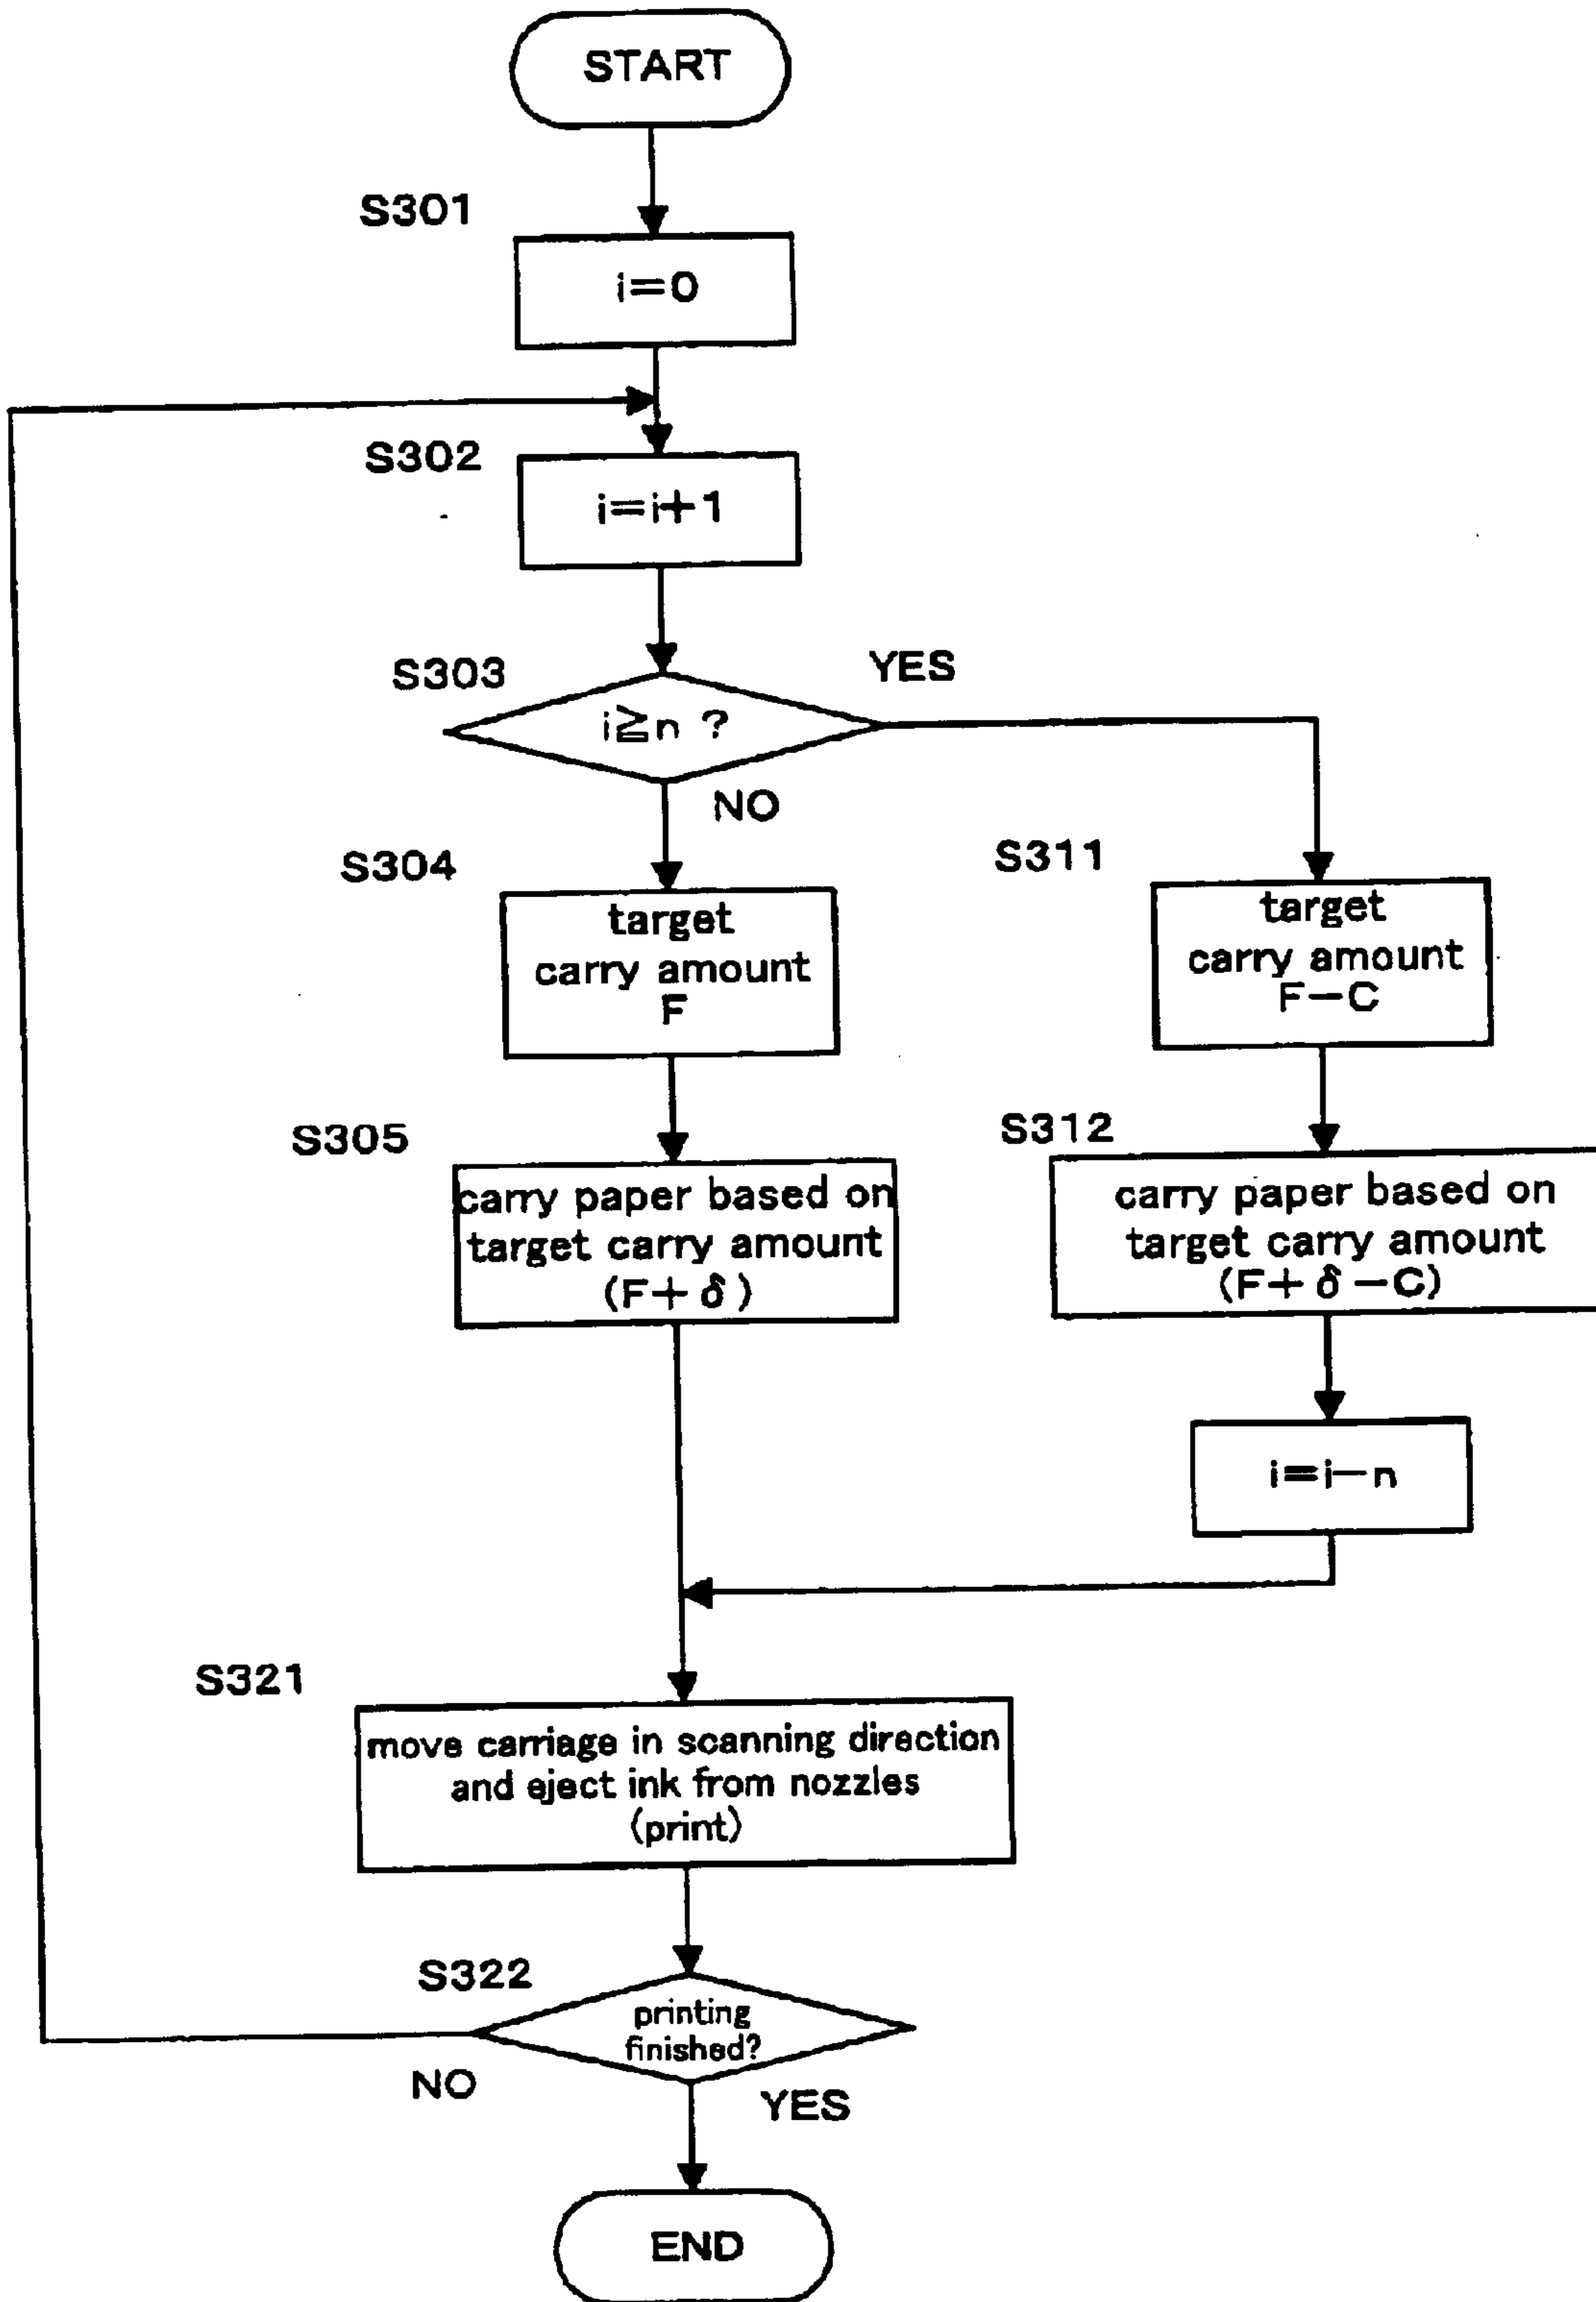 START
S301
i=0
S302
i=i+1
S303
YES
i≧n ?
NO
S304
target
carry amount
F
S311
target
carry amount
F−C
S305
carry paper based on
target carry amount
(F+δ)
S312
carry paper based on
target carry amount
(F+δ−C)
i=i−n
S321
move carriage in scanning direction
and eject ink from nozzles
(print)
S322
printing
finished?
NO
YES
END